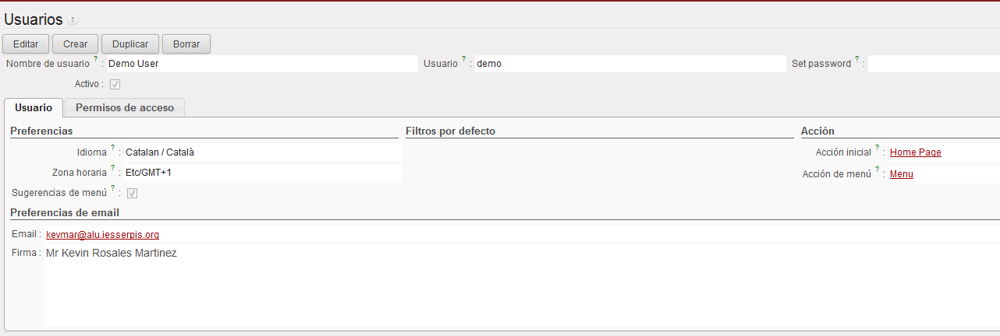 Usuarios ?
Editar Crear Duplicar Borrar
Nombre de usuario ? : Demo User Usuario ? : demo Set password ? :
Activo :
Usuario Permisos de acceso
Preferencias Filtros por defecto Acción
Idioma ? : Catalan / Català Acción inicial ? : Home Page
Zona horaria ? : Etc/GMT+1 Acción de menú ? : Menu
Sugerencias de menú ? :
Preferencias de email
Email : kevmar@alu.iesserpis.org
Firma : Mr Kevin Rosales Martinez